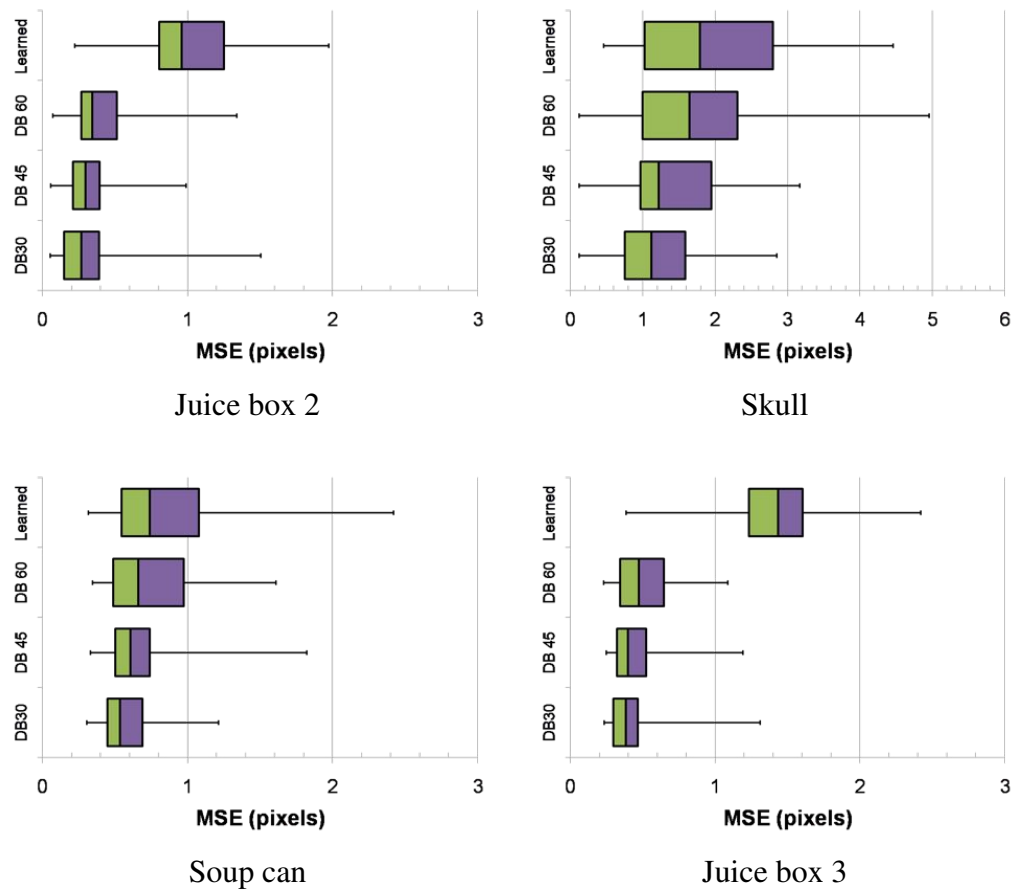 Learned
DB 60
DB 45
DB30
0 1 2 3
MSE (pixels)
Juice box 2
Learned
DB 60
DB 45
DB30
0 1 2 3 4 5 6
MSE (pixels)
Skull
Learned
DB 60
DB 45
DB30
0 1 2 3
MSE (pixels)
Soup can
Learned
DB 60
DB 45
DB30
0 1 2 3
MSE (pixels)
Juice box 3